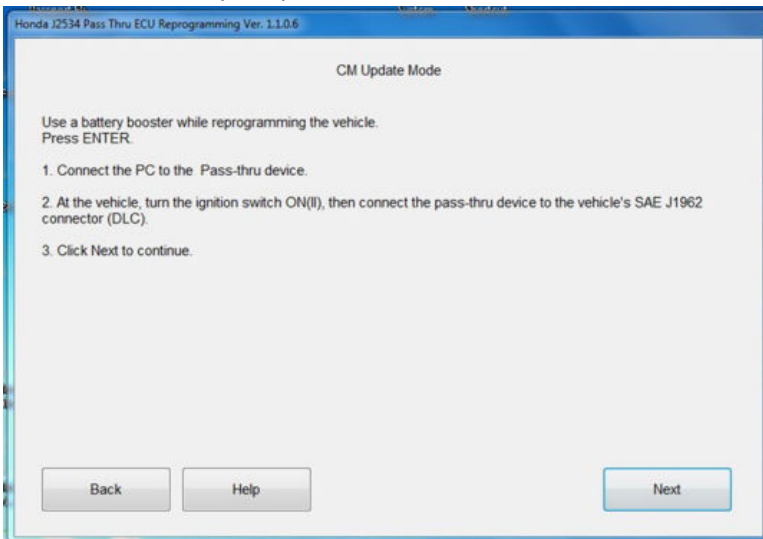 Honda J2534 Pass Thru ECU Reprogramming Ver. 1.1.0.6
CM Update Mode
Use a battery booster while reprogramming the vehicle.
Press ENTER.
1. Connect the PC to the Pass-thru device.
2. At the vehicle, turn the ignition switch ON(II), then connect the pass-thru device to the vehicle's SAE J1962
connector (DLC).
3. Click Next to continue.
Back Help Next